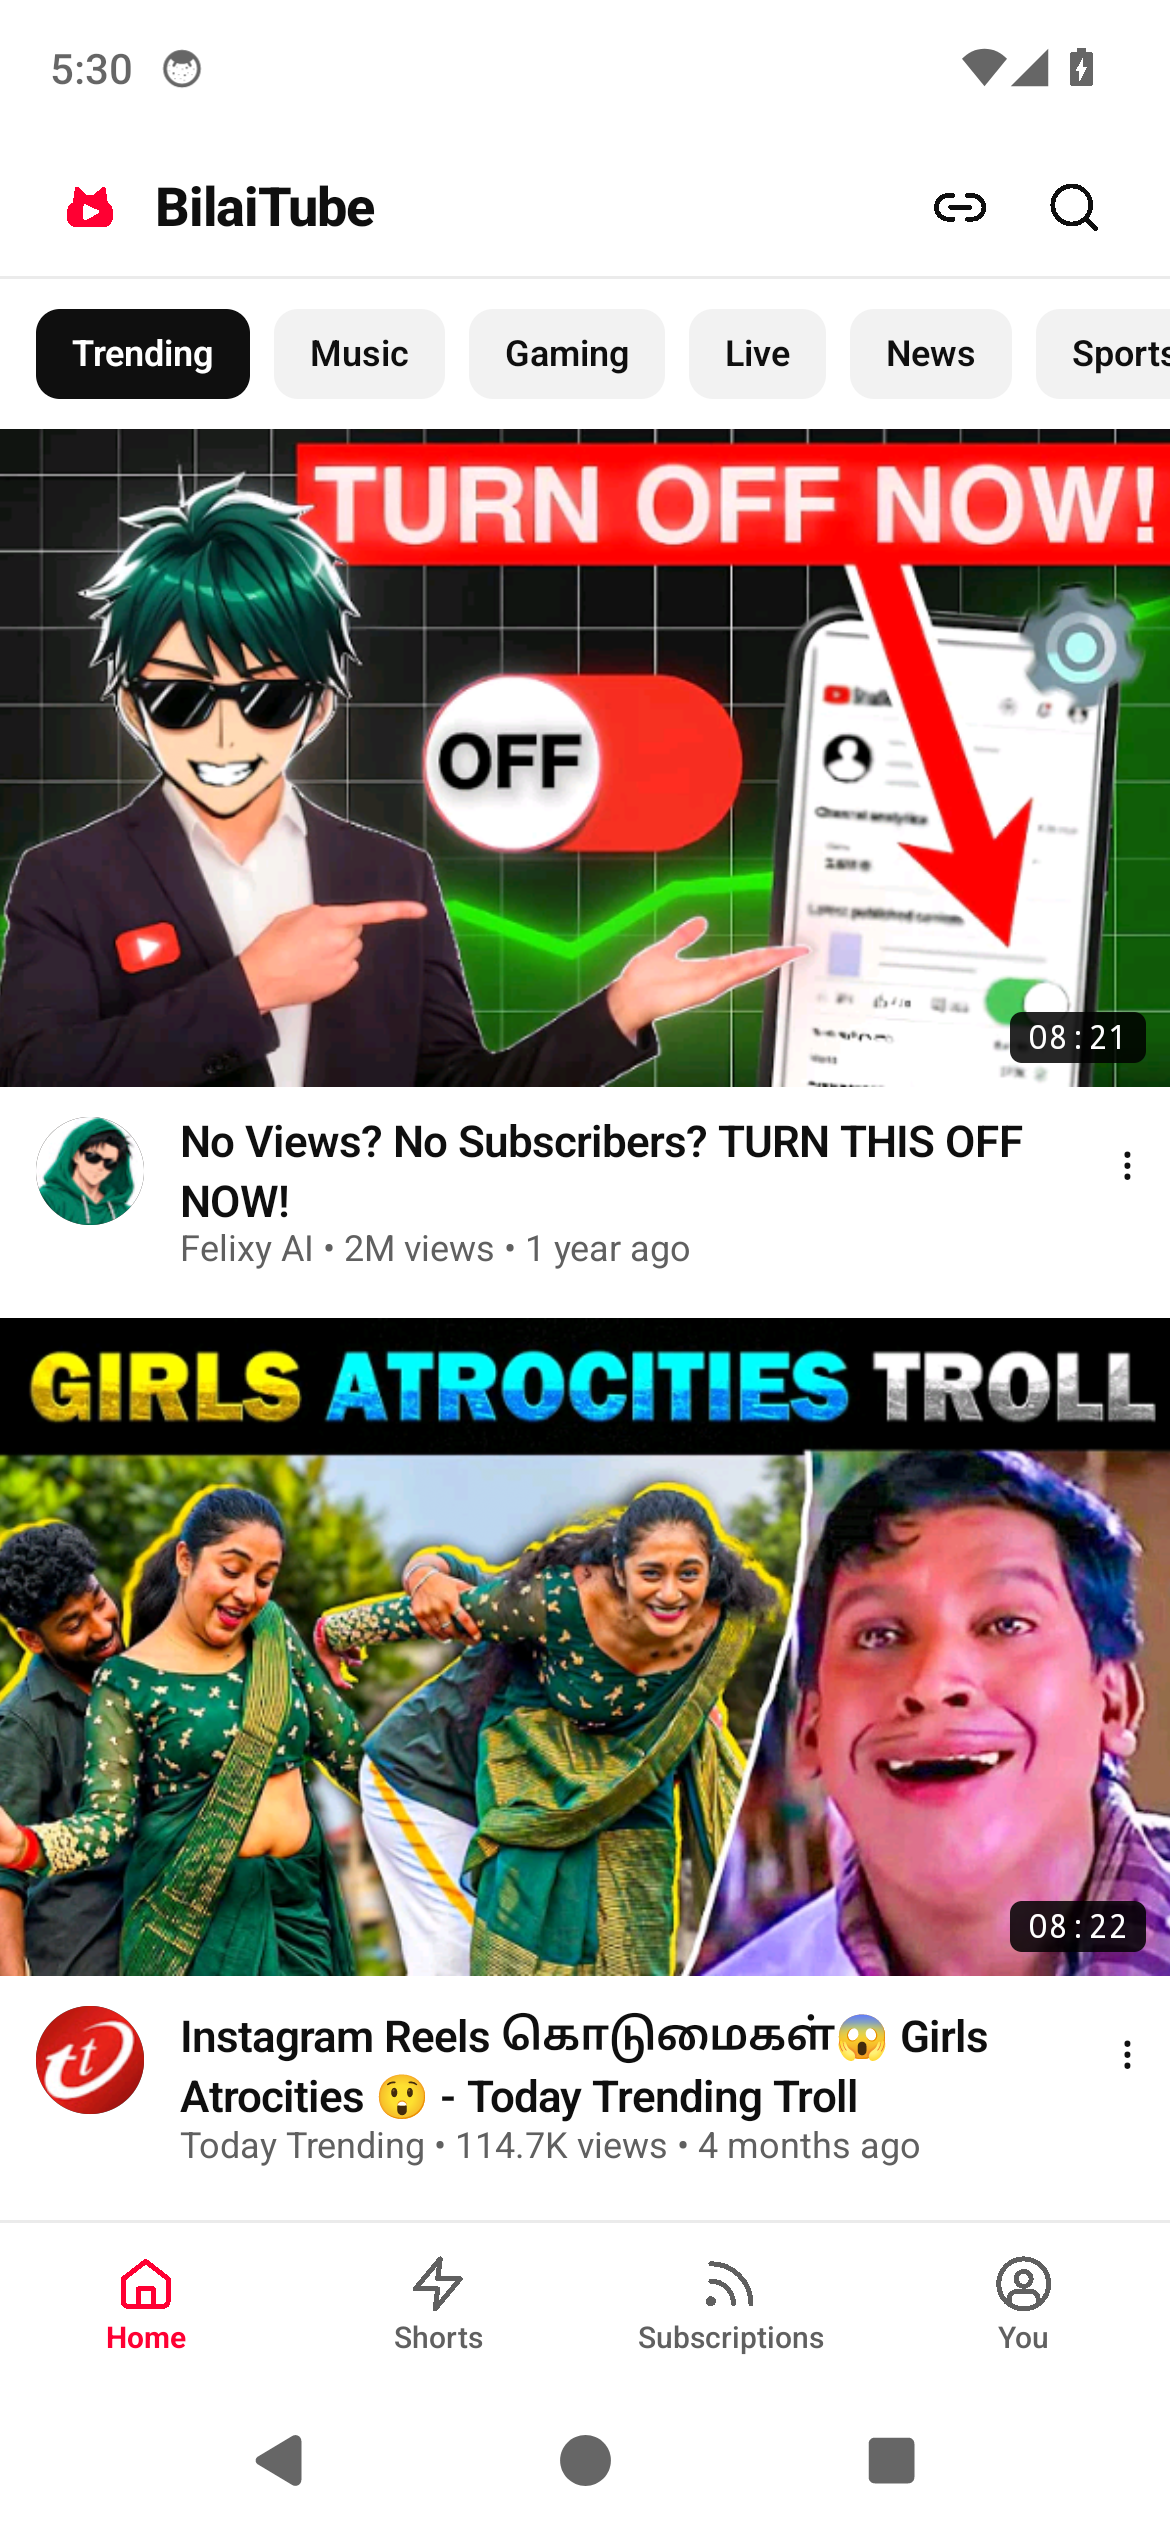 5:30
BilaiTube
Trending
Music
Gaming
Live
News
Sports
TURN OFF NOW!
OFF
08:21
No Views? No Subscribers? TURN THIS OFF
NOW!
Felixy AI • 2M views • 1 year ago
GIRLS ATROCITIES TROLL
08:22
Instagram Reels கொடுமைகள்😱 Girls
Atrocities 😲 - Today Trending Troll
Today Trending • 114.7K views • 4 months ago
Home
Shorts
Subscriptions
You